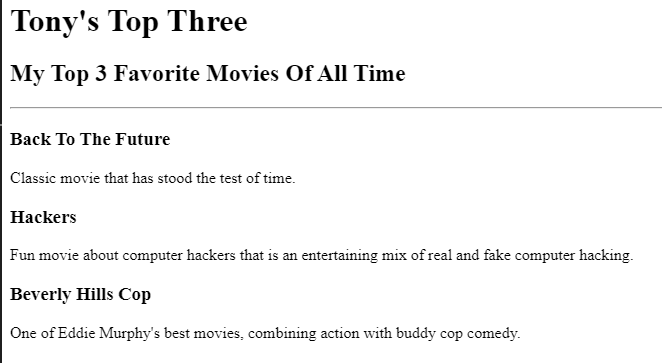 Tony's Top Three
My Top 3 Favorite Movies Of All Time
Back To The Future
Classic movie that has stood the test of time.
Hackers
Fun movie about computer hackers that is an entertaining mix of real and fake computer hacking.
Beverly Hills Cop
One of Eddie Murphy's best movies, combining action with buddy cop comedy.